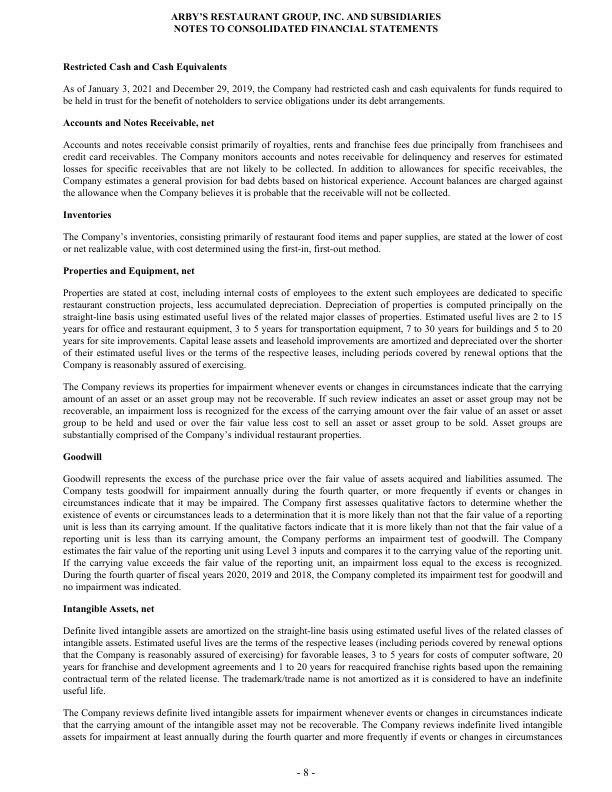 ARBY'S RESTAURANT GROUP, INC. AND SUBSIDIARIES
NOTES TO CONSOLIDATED FINANCIAL STATEMENTS
Restricted Cash and Cash Equivalents
As of January 3, 2021 and December 29, 2019, the Company had restricted cash and cash equivalents for funds required to
be held in trust for the benefit of noteholders to service obligations under its debt arrangements.
Accounts and Notes Receivable, net
Accounts and notes receivable consist primarily of royalties, rents and franchise fees due principally from franchisees and
credit card receivables. The Company monitors accounts and notes receivable for delinquency and reserves for estimated
losses for specific receivables that are not likely to be collected. In addition to allowances for specific receivables, the
Company estimates a general provision for bad debts based on historical experience. Account balances are charged against
the allowance when the Company believes it is probable that the receivable will not be collected.
Inventories
The Company's inventories, consisting primarily of restaurant food items and paper supplies, are stated at the lower of cost
or net realizable value, with cost determined using the first-in, first-out method.
Properties and Equipment, net
Properties are stated at cost, including internal costs of employees to the extent such employees are dedicated to specific
restaurant construction projects, less accumulated depreciation. Depreciation of properties is computed principally on the
straight-line basis using estimated useful lives of the related major classes of properties. Estimated useful lives are 2 to 15
years for office and restaurant equipment, 3 to 5 years for transportation equipment, 7 to 30 years for buildings and 5 to 20
years for site improvements. Capital lease assets and leasehold improvements are amortized and depreciated over the shorter
of their estimated useful lives or the terms of the respective leases, including periods covered by renewal options that the
Company is reasonably assured of exercising.
The Company reviews its properties for impairment whenever events or changes in circumstances indicate that the carrying
amount of an asset or an asset group may not be recoverable. If such review indicates an asset or asset group may not be
recoverable, an impairment loss is recognized for the excess of the carrying amount over the fair value of an asset or asset
group to be held and used or over the fair value less cost to sell an asset or asset group to be sold. Asset groups are
substantially comprised of the Company's individual restaurant properties.
Goodwill
Goodwill represents the excess of the purchase price over the fair value of assets acquired and liabilities assumed. The
Company tests goodwill for impairment annually during the fourth quarter, or more frequently if events or changes in
circumstances indicate that it may be impaired. The Company first assesses qualitative factors to determine whether the
existence of events or circumstances leads to a determination that it is more likely than not that the fair value of a reporting
unit is less than its carrying amount. If the qualitative factors indicate that it is more likely than not that the fair value of a
reporting unit is less than its carrying amount, the Company performs an impairment test of goodwill. The Company
estimates the fair value of the reporting unit using Level 3 inputs and compares it to the carrying value of the reporting unit.
If the carrying value exceeds the fair value of the reporting unit, an impairment loss equal to the excess is recognized.
During the fourth quarter of fiscal years 2020, 2019 and 2018, the Company completed its impairment test for goodwill and
no impairment was indicated.
Intangible Assets, net
Definite lived intangible assets are amortized on the straight-line basis using estimated useful lives of the related classes of
intangible assets. Estimated useful lives are the terms of the respective leases (including periods covered by renewal options
that the Company is reasonably assured of exercising) for favorable leases, 3 to 5 years for costs of computer software, 20
years for franchise and development agreements and 1 to 20 years for reacquired franchise rights based upon the remaining
contractual term of the related license. The trademark/trade name is not amortized as it is considered to have an indefinite
useful life.
The Company reviews definite lived intangible assets for impairment whenever events or changes in circumstances indicate
that the carrying amount of the intangible asset may not be recoverable. The Company reviews indefinite lived intangible
assets for impairment at least annually during the fourth quarter and more frequently if events or changes in circumstances
- 8 -